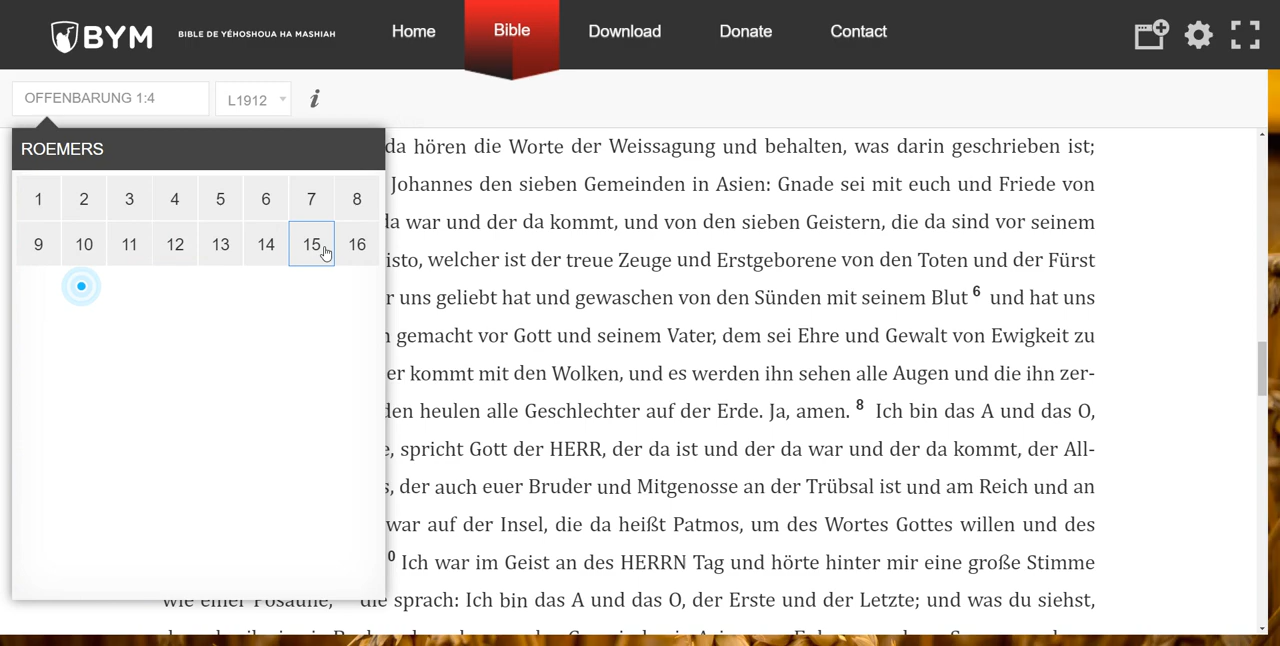 BYM BIBLE DE YÉHOSHOUA HA MASHIAH Home Bible Download Donate Contact
OFFENBARUNG 1:4 L1912 i
ROEMERS
1 2 3 4 5 6 7 8
9 10 11 12 13 14 15 16
da hören die Worte der Weissagung und behalten, was darin geschrieben ist;
Johannes den sieben Gemeinden in Asien: Gnade sei mit euch und Friede von
da war und der da kommt, und von den sieben Geistern, die da sind vor seinem
isto, welcher ist der treue Zeuge und Erstgeborene von den Toten und der Fürst
r uns geliebt hat und gewaschen von den Sünden mit seinem Blut 6 und hat uns
gemacht vor Gott und seinem Vater, dem sei Ehre und Gewalt von Ewigkeit zu
er kommt mit den Wolken, und es werden ihn sehen alle Augen und die ihn zer-
den heulen alle Geschlechter auf der Erde. Ja, amen. 8 Ich bin das A und das O,
e, spricht Gott der HERR, der da ist und der da war und der da kommt, der All-
s, der auch euer Bruder und Mitgenosse an der Trübsal ist und am Reich und an
war auf der Insel, die da heißt Patmos, um des Wortes Gottes willen und des
0 Ich war im Geist an des HERRN Tag und hörte hinter mir eine große Stimme
wie einer Posaune, die sprach: Ich bin das A und das O, der Erste und der Letzte; und was du siehst,